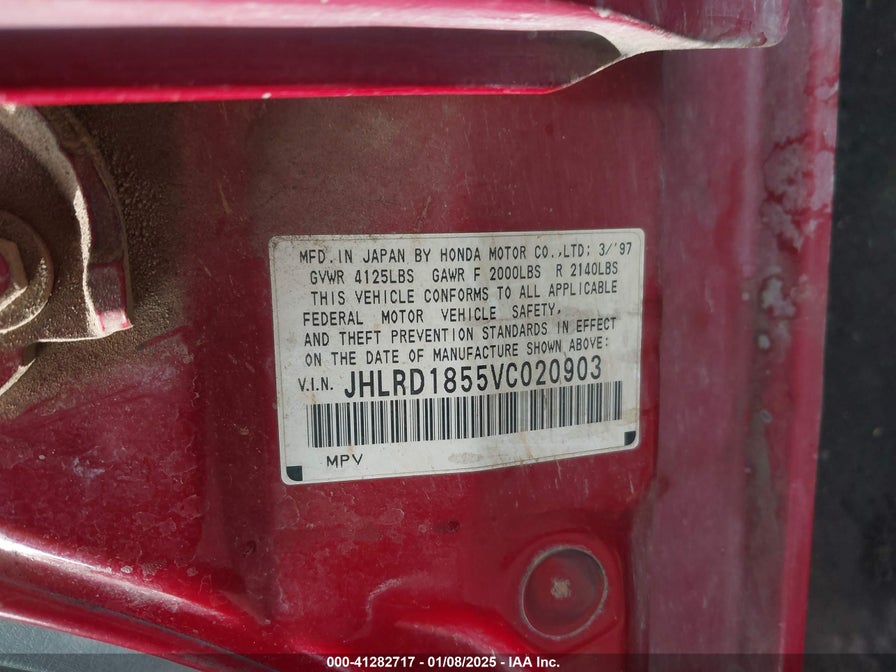 MFD. IN JAPAN BY HONDA MOTOR CO.,LTD; 3/'97
GVWR 4125LBS GAWR F 2000LBS R 2140LBS
THIS VEHICLE CONFORMS TO ALL APPLICABLE
FEDERAL MOTOR VEHICLE SAFETY,
AND THEFT PREVENTION STANDARDS IN EFFECT
ON THE DATE OF MANUFACTURE SHOWN ABOVE:
V.I.N. JHLRD1855VC020903
MPV
000-41282717 - 01/08/2025 - IAA Inc.